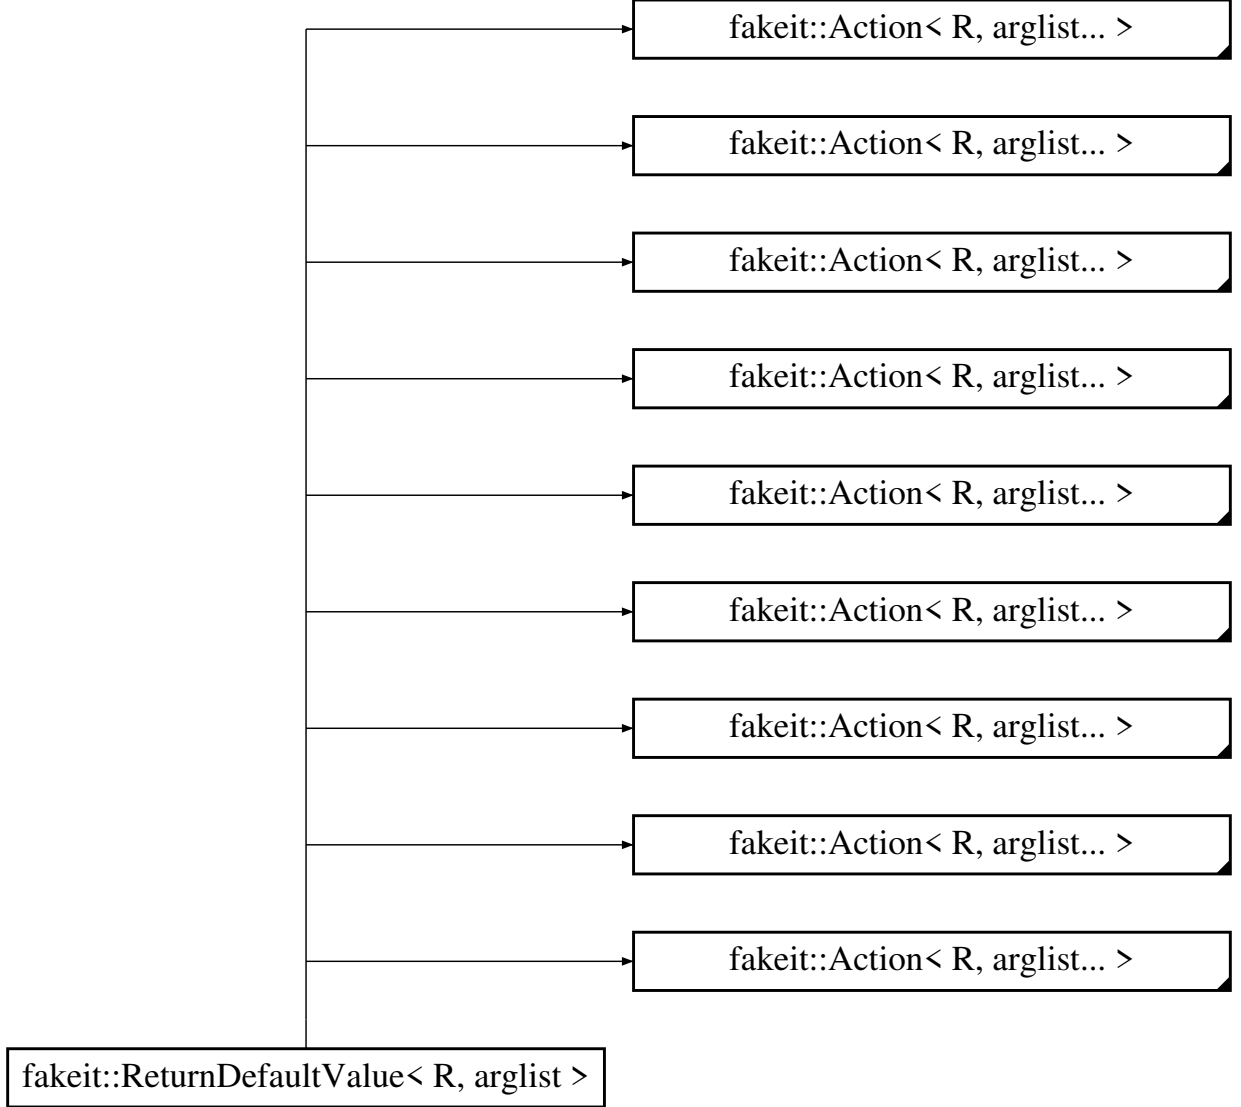 fakeit::Action< R, arglist... >
fakeit::Action< R, arglist... >
fakeit::Action< R, arglist... >
fakeit::Action< R, arglist... >
fakeit::Action< R, arglist... >
fakeit::Action< R, arglist... >
fakeit::Action< R, arglist... >
fakeit::Action< R, arglist... >
fakeit::Action< R, arglist... >
fakeit::ReturnDefaultValue< R, arglist >